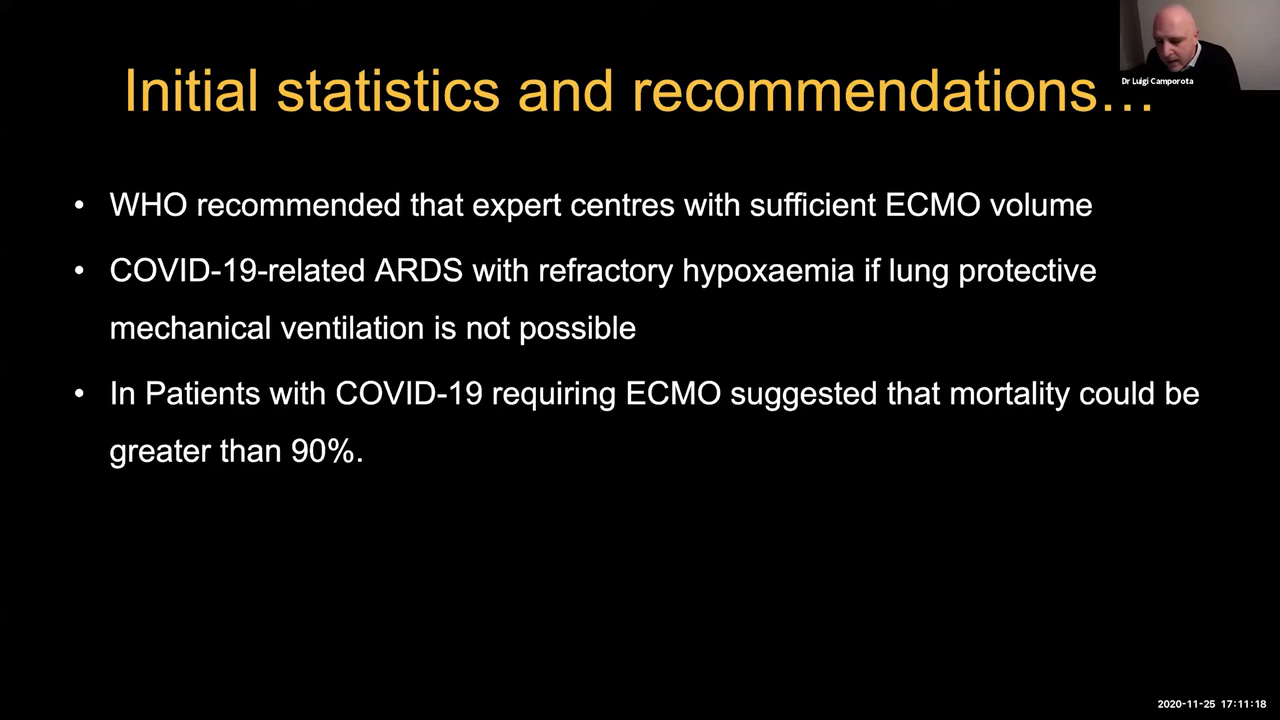 Initial statistics and recommendations…
Dr Luigi Camporota
• WHO recommended that expert centres with sufficient ECMO volume
• COVID-19-related ARDS with refractory hypoxaemia if lung protective
mechanical ventilation is not possible
• In Patients with COVID-19 requiring ECMO suggested that mortality could be
greater than 90%.
2020-11-25 17:11:18